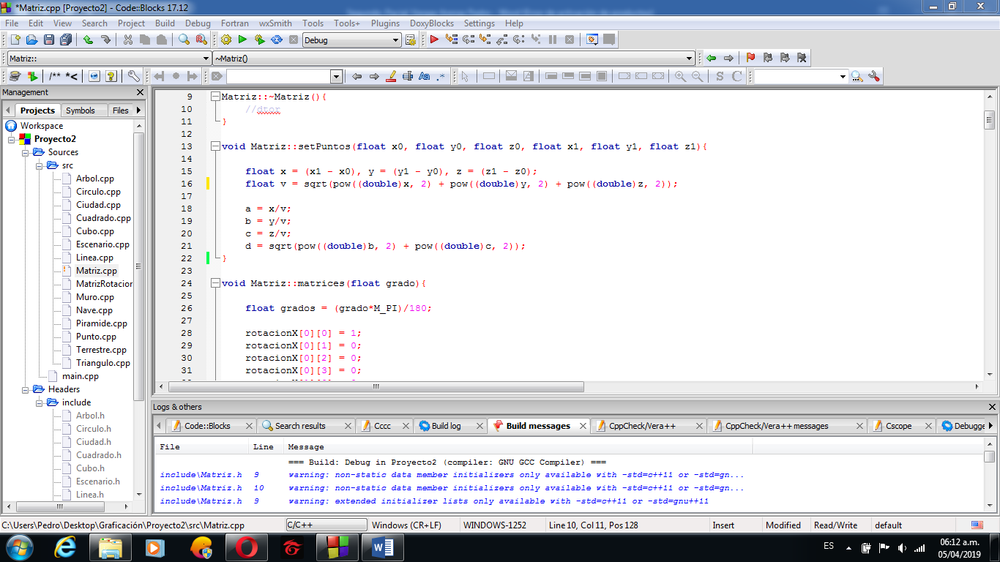 *Matriz.cpp [Proyecto2] - Code::Blocks 17.12
File Edit View Search Project Build Debug Fortran wxSmith Tools Tools+ Plugins DoxyBlocks Settings Help
Debug
Matriz:: ~Matriz()
/** *<
Aa .*
S C
Management
Projects Symbols Files
Workspace
Proyecto2
Sources
src
Arbol.cpp
Circulo.cpp
Ciudad.cpp
Cuadrado.cpp
Cubo.cpp
Escenario.cpp
Linea.cpp
Matriz.cpp
MatrizRotacior
Muro.cpp
Nave.cpp
Piramide.cpp
Punto.cpp
Terrestre.cpp
Triangulo.cpp
main.cpp
Headers
include
Arbol.h
Circulo.h
Ciudad.h
Cuadrado.h
Cubo.h
Escenario.h
Linea.h
9 Matriz::~Matriz(){
10 //dtor
11 }
12
13 void Matriz::setPuntos(float x0, float y0, float z0, float x1, float y1, float z1){
14
15 float x = (x1 - x0), y = (y1 - y0), z = (z1 - z0);
16 float v = sqrt(pow((double)x, 2) + pow((double)y, 2) + pow((double)z, 2));
17
18 a = x/v;
19 b = y/v;
20 c = z/v;
21 d = sqrt(pow((double)b, 2) + pow((double)c, 2));
22 }
23
24 void Matriz::matrices(float grado){
25
26 float grados = (grado*M_PI)/180;
27
28 rotacionX[0][0] = 1;
29 rotacionX[0][1] = 0;
30 rotacionX[0][2] = 0;
31 rotacionX[0][3] = 0;
Logs & others
Code::Blocks Search results Cccc Build log Build messages CppCheck/Vera++ CppCheck/Vera++ messages Cscope Debugge
File Line Message
=== Build: Debug in Proyecto2 (compiler: GNU GCC Compiler) ===
include\Matriz.h 9 warning: non-static data member initializers only available with -std=c++11 or -std=gn...
include\Matriz.h 10 warning: non-static data member initializers only available with -std=c++11 or -std=gn...
include\Matriz.h 9 warning: extended initializer lists only available with -std=c++11 or -std=gnu++11
C:\Users\Pedro\Desktop\Graficación\Proyecto2\src\Matriz.cpp C/C++ Windows (CR+LF) WINDOWS-1252 Line 10, Col 11, Pos 128 Insert Modified Read/Write default
ES
06:12 a.m.
05/04/2019